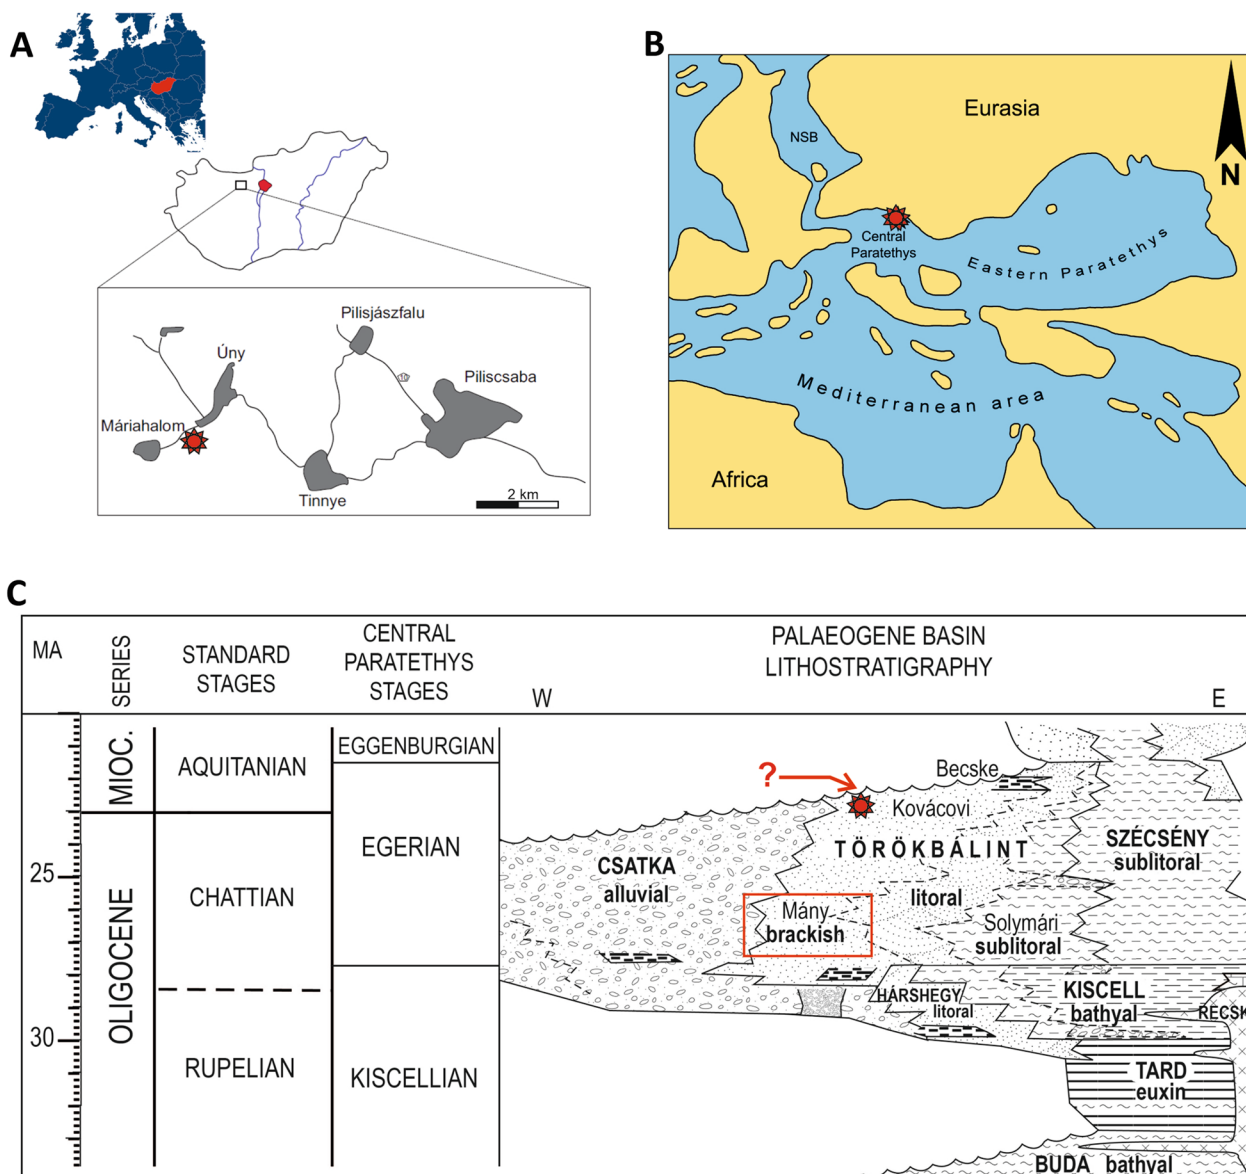 A
Pilisjászfalu
Úny
Piliscsaba
Máriahalom
Tinnye
2 km
B
Eurasia
NSB
N
Central
Paratethys
Eastern Paratethys
Mediterranean area
Africa
C
MA
SERIES
STANDARD
STAGES
CENTRAL
PARATETHYS
STAGES
PALAEOGENE BASIN
LITHOSTRATIGRAPHY
W
E
MIOC.
AQUITANIAN
EGGENBURGIAN
?
Becske
Kovácovi
TÖRÖKBÁLINT
litoral
SZÉCSÉNY
sublitoral
25
OLIGOCENE
CHATTIAN
EGERIAN
CSATKA
alluvial
Mány
brackish
Solymári
sublitoral
HÁRSHEGY
litoral
KISCELL
bathyal
RECSK
30
RUPELIAN
KISCELLIAN
TARD
euxin
BUDA bathyal